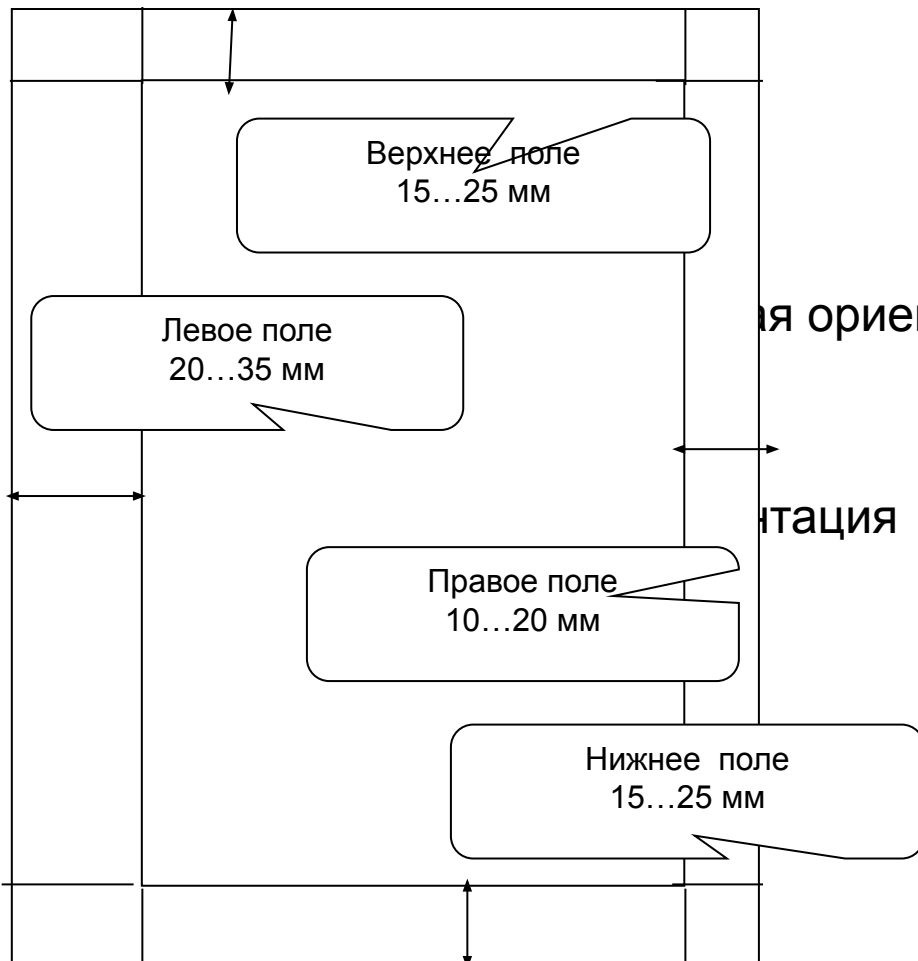 Верхнее поле
15…25 мм
Левое поле
20…35 мм
ая орие
нтация
Правое поле
10…20 мм
Нижнее поле
15…25 мм